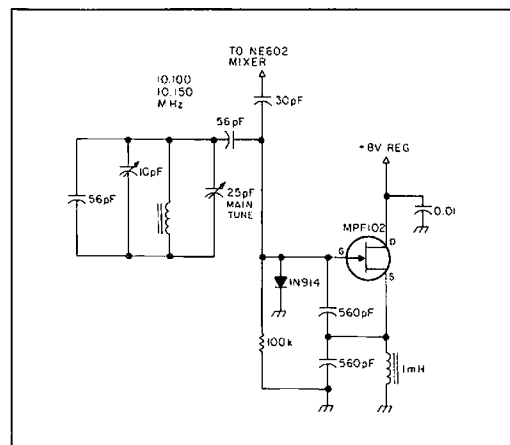 TO NE602
MIXER
10.100
10.150
MHz
30pF
56pF
+8V REG
10pF
25pF
MAIN
TUNE
56pF
0.01
MPF102
D
G
S
1N914
560pF
100k
560pF
1mH